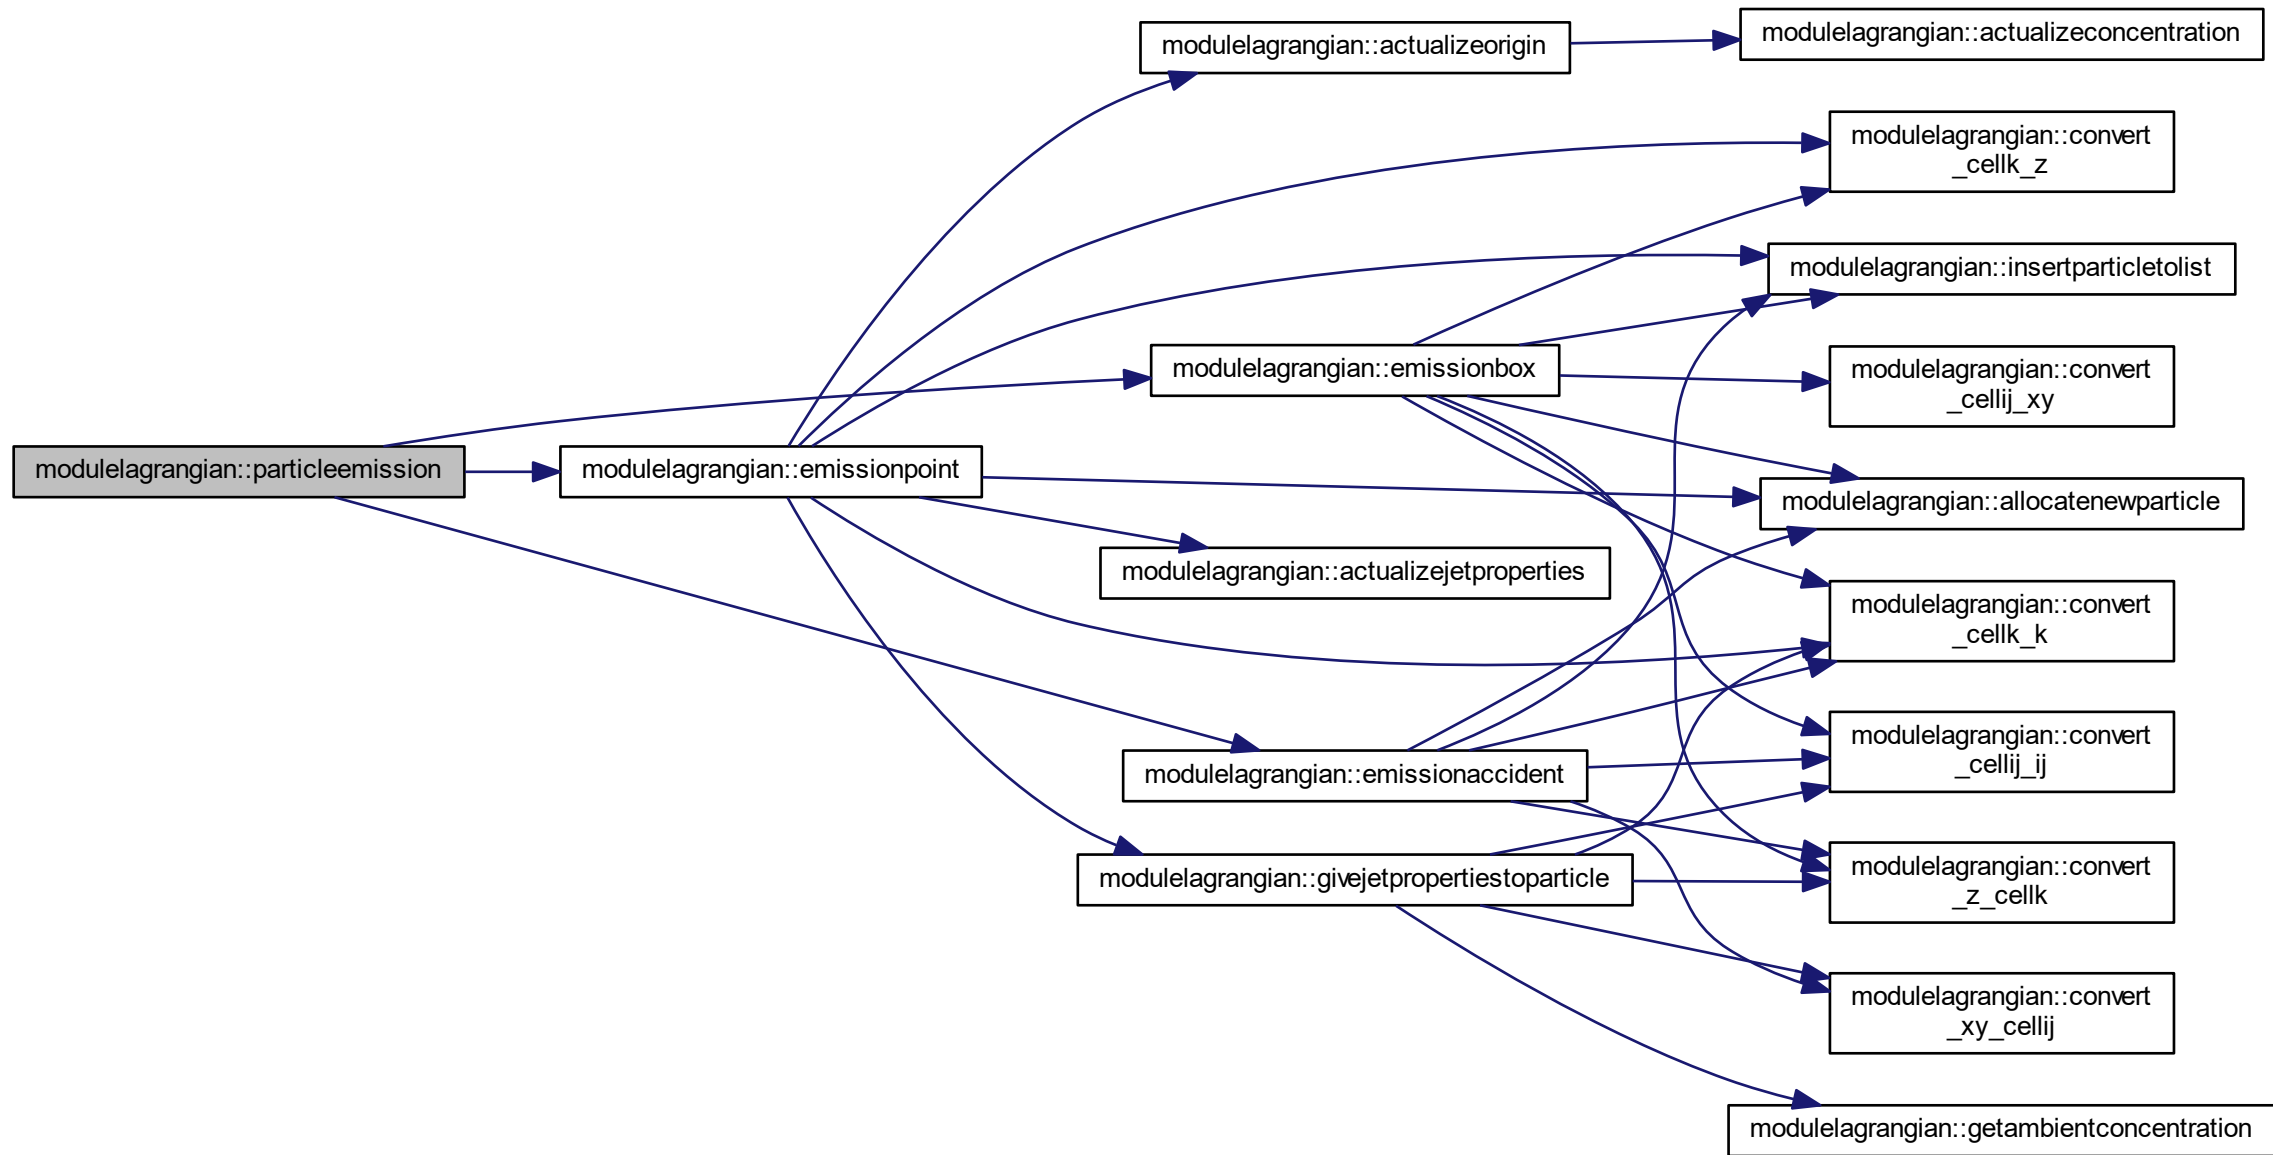 modulelagrangian::actualizeorigin
modulelagrangian::actualizeconcentration
modulelagrangian::convert
_cellk_z
modulelagrangian::insertparticletolist
modulelagrangian::emissionbox
modulelagrangian::convert
_cellij_xy
modulelagrangian::particleemission
modulelagrangian::emissionpoint
modulelagrangian::allocatenewparticle
modulelagrangian::actualizejetproperties
modulelagrangian::convert
_cellk_k
modulelagrangian::emissionaccident
modulelagrangian::convert
_cellij_ij
modulelagrangian::givejetpropertiestoparticle
modulelagrangian::convert
_z_cellk
modulelagrangian::convert
_xy_cellij
modulelagrangian::getambientconcentration